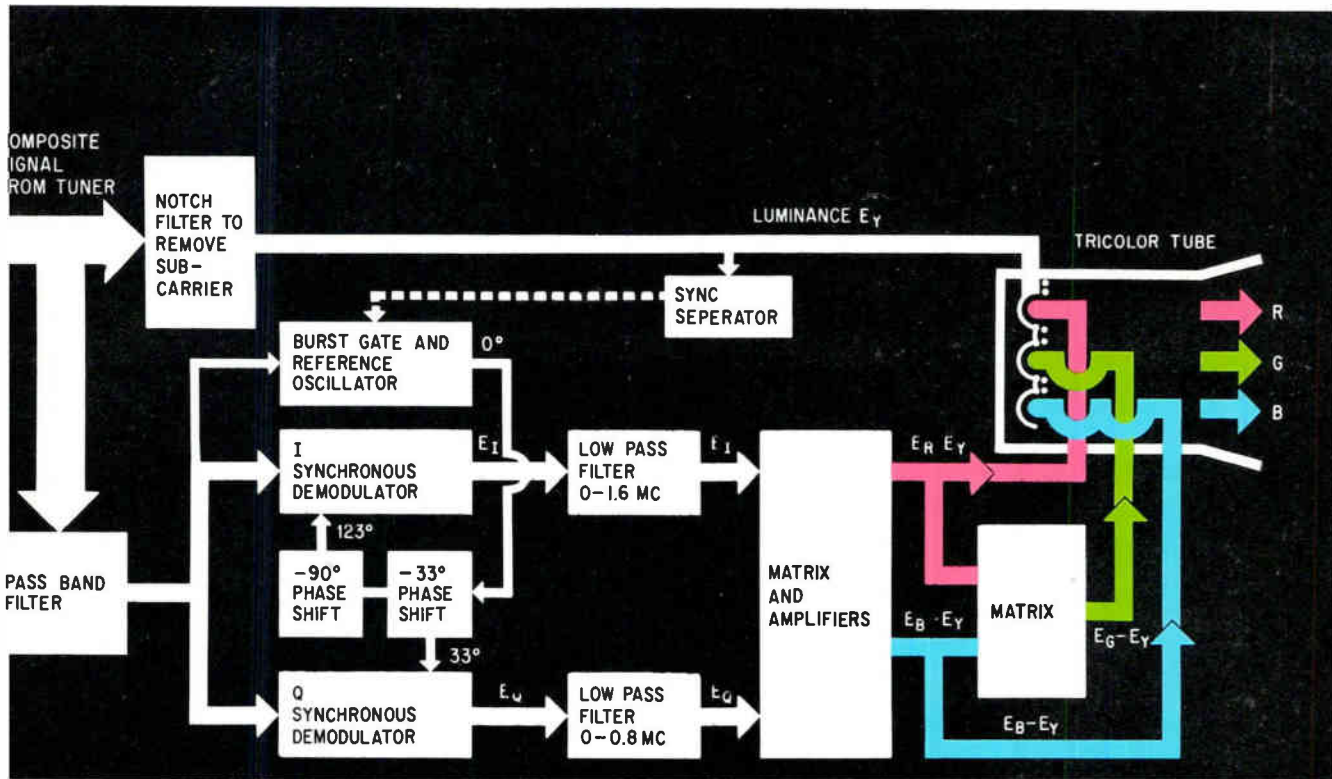 OMPOSITE
IGNAL
ROM TUNER
NOTCH
FILTER TO
REMOVE
SUB-
CARRIER
LUMINANCE EY
TRICOLOR TUBE
SYNC
SEPERATOR
R
G
B
BURST GATE AND
REFERENCE
OSCILLATOR
0°
I
SYNCHRONOUS
DEMODULATOR
EI
LOW PASS
FILTER
0-1.6 MC
EI
ER EY
123°
-90°
PHASE
SHIFT
-33°
PHASE
SHIFT
33°
PASS BAND
FILTER
MATRIX
AND
AMPLIFIERS
MATRIX
EB-EY
EG-EY
Q
SYNCHRONOUS
DEMODULATOR
EQ
LOW PASS
FILTER
0-0.8 MC
EQ
EB-EY